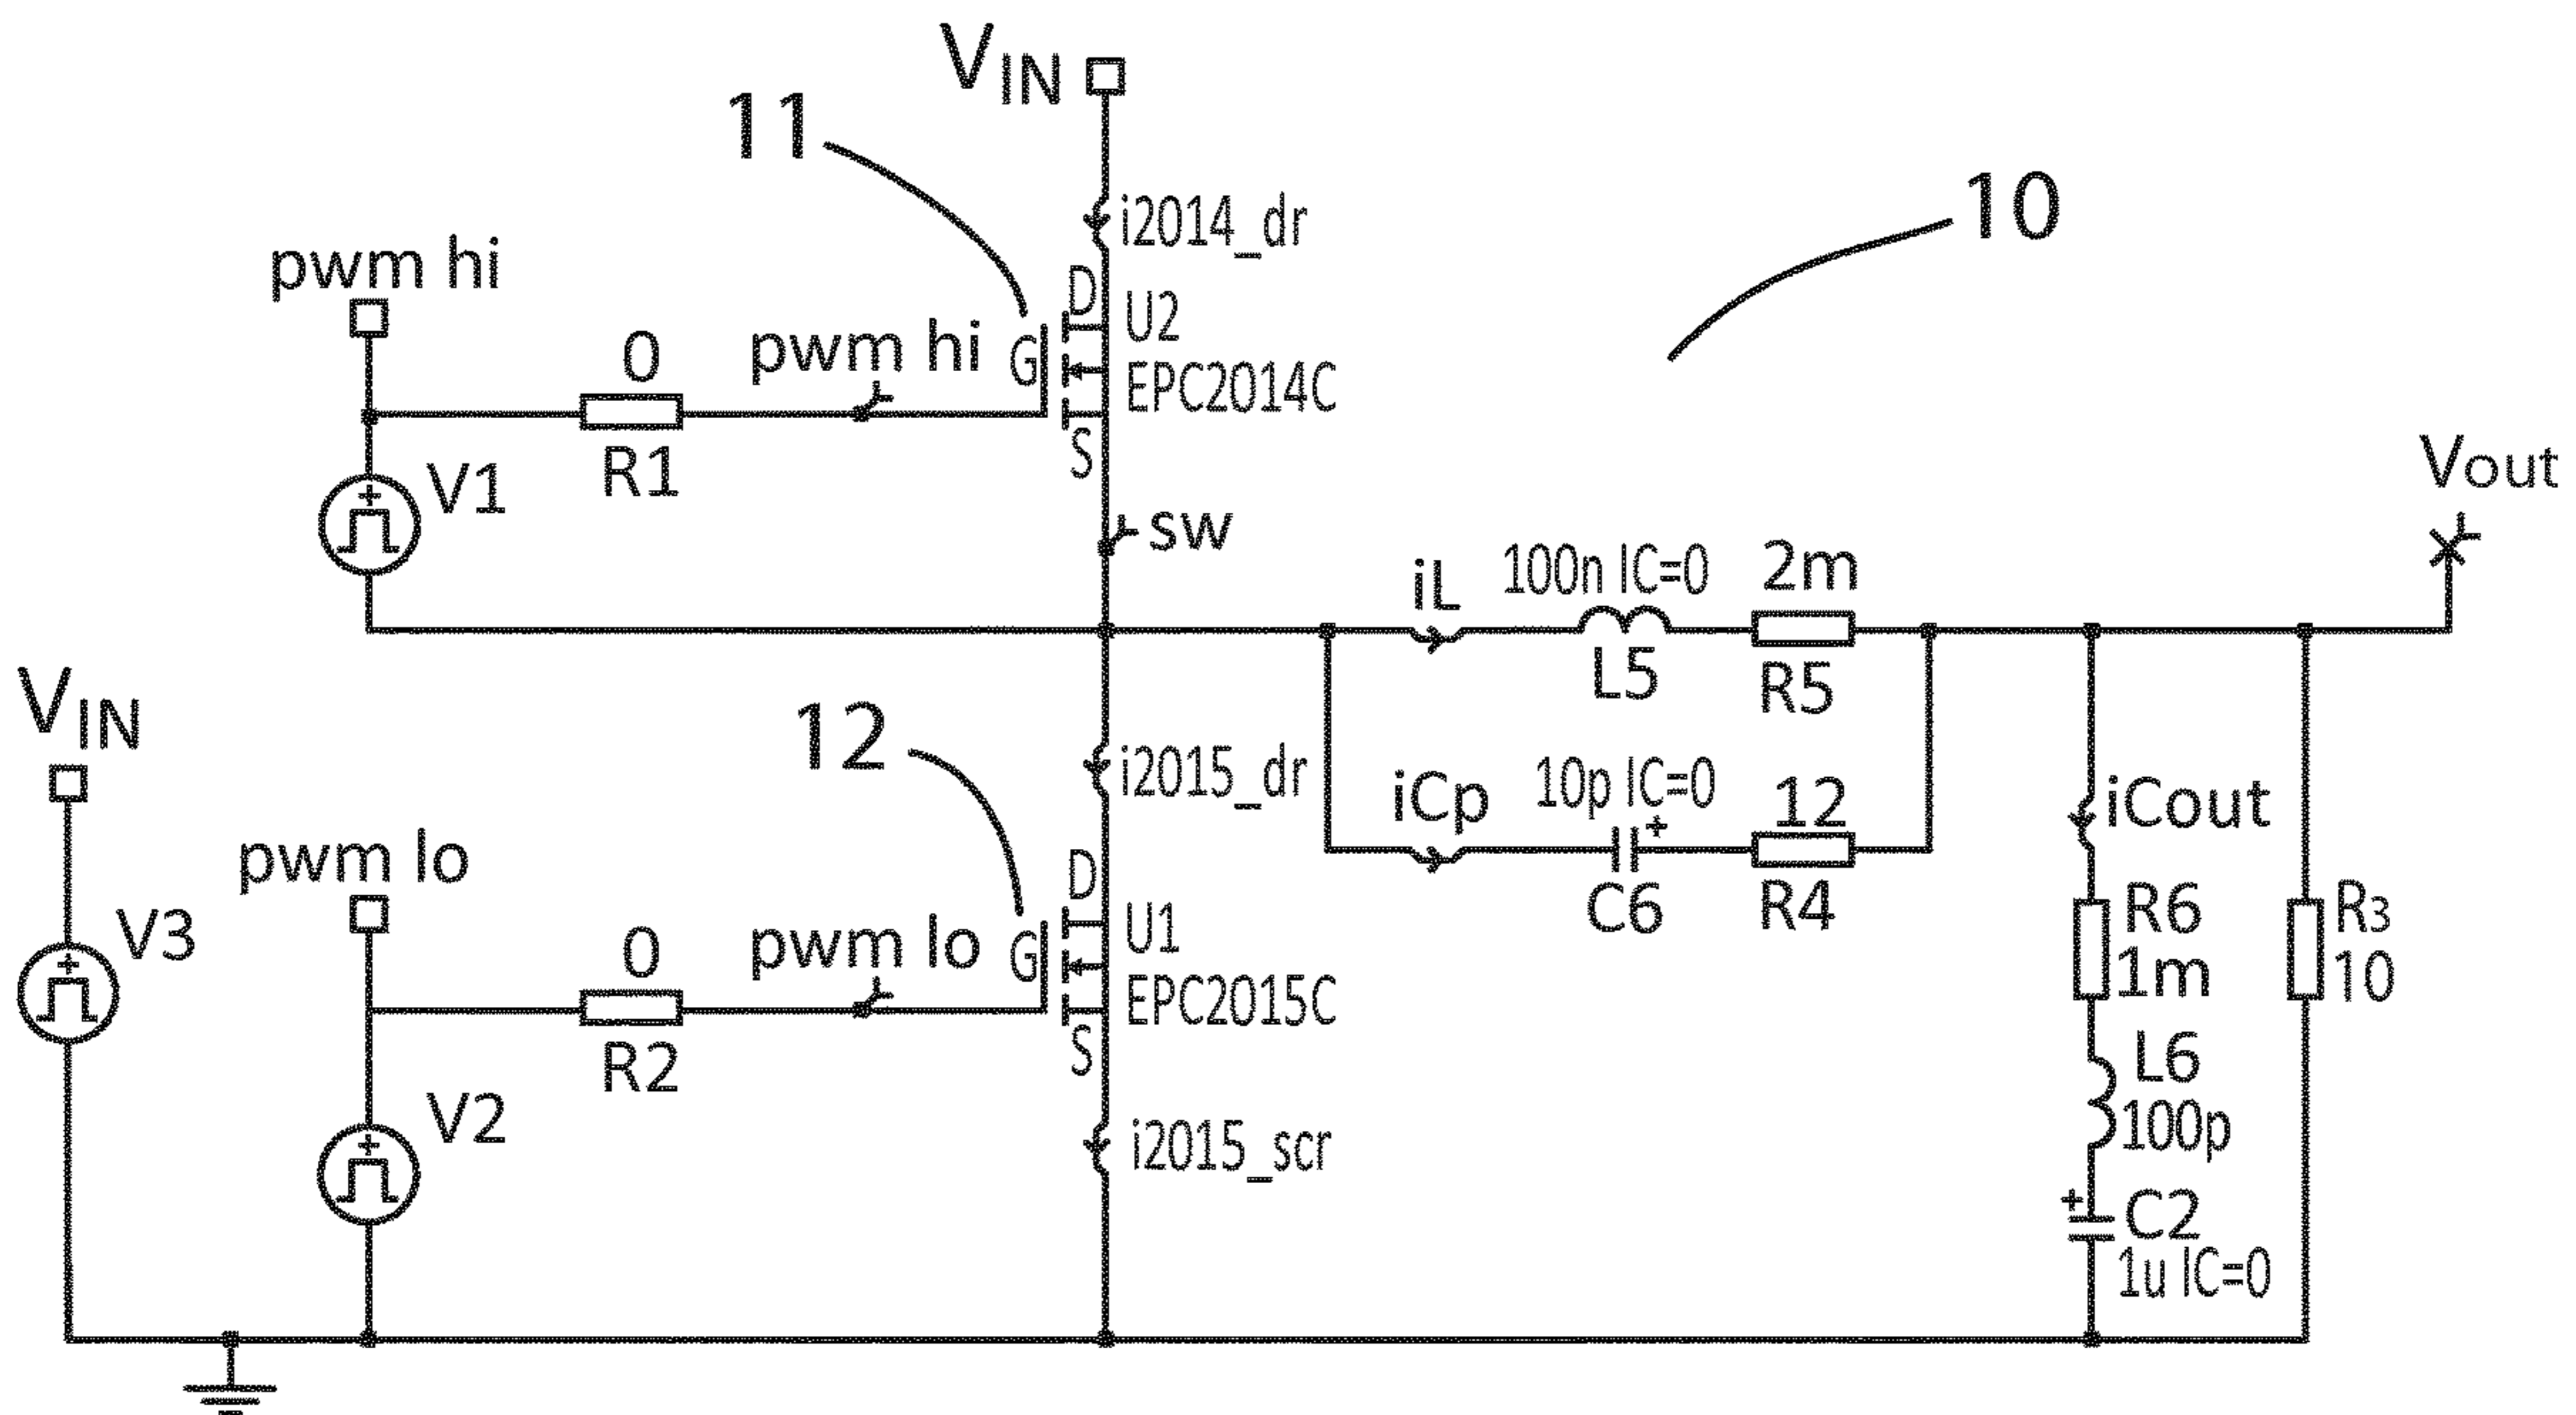 VIN
11
i2014_dr
10
pwm hi
D
U2
0
pwm hi
G
EPC2014C
R1
S
V1
sw
Vout
iL
100n IC=0
2m
L5
R5
VIN
12
i2015_dr
iCp
10p IC=0
12
iCout
pwm lo
D
C6
R4
R6
1m
R3
10
V3
0
pwm lo
G
U1
EPC2015C
R2
S
L6
100p
V2
i2015_scr
+
C2
1u IC=0